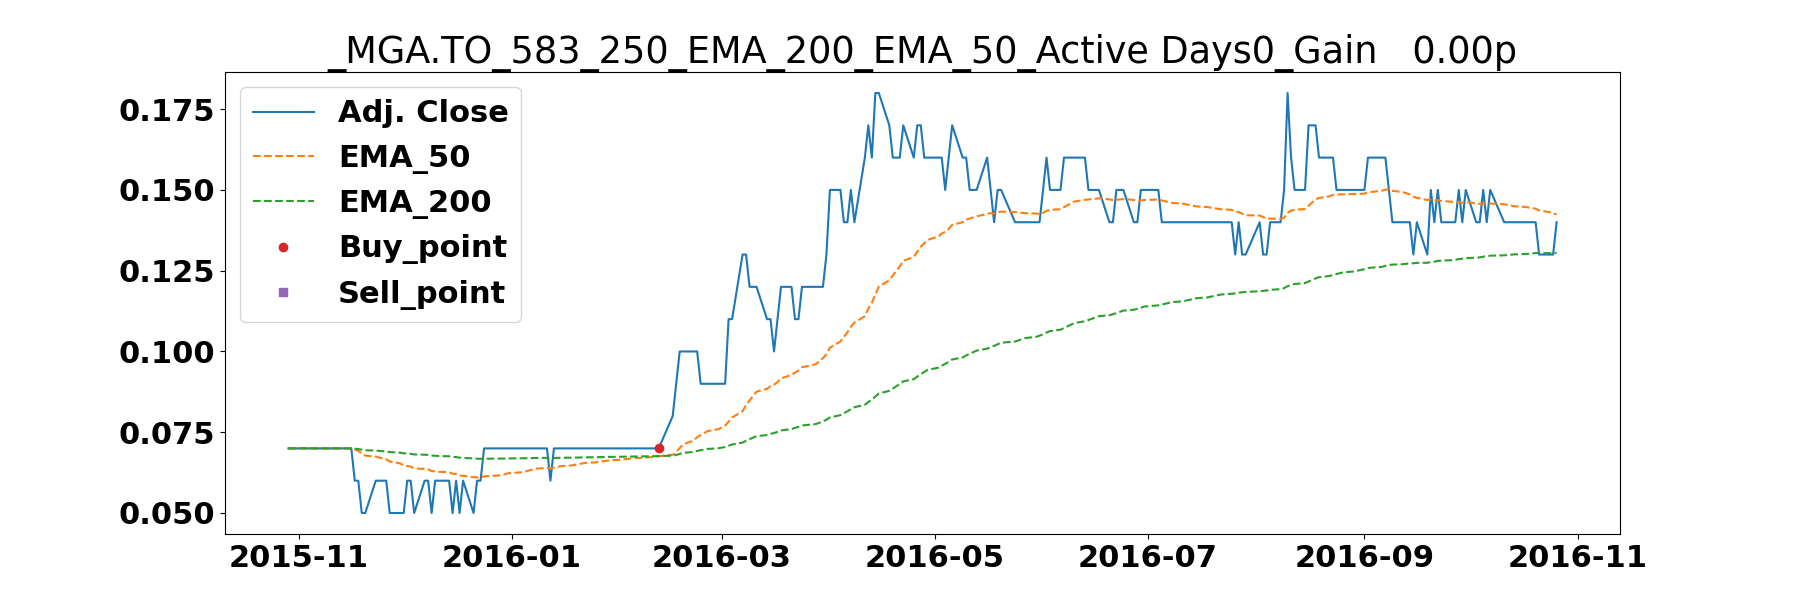 _MGA.TO_583_250_EMA_200_EMA_50_Active Days0_Gain   0.00p
0.175
0.150
0.125
0.100
0.075
0.050
Adj. Close
EMA_50
EMA_200
Buy_point
Sell_point
2015-11 2016-01 2016-03 2016-05 2016-07 2016-09 2016-11